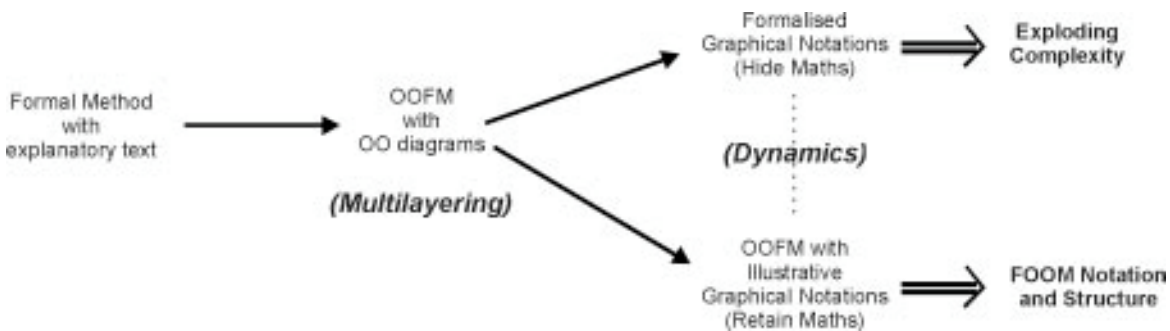 Formal Method
with
explanatory text
OOFM
with
OO diagrams
(Multilayering)
Formalised
Graphical Notations
(Hide Maths)
Exploding
Complexity
(Dynamics)
OOFM with
Illustrative
Graphical Notations
(Retain Maths)
FOOM Notation
and Structure